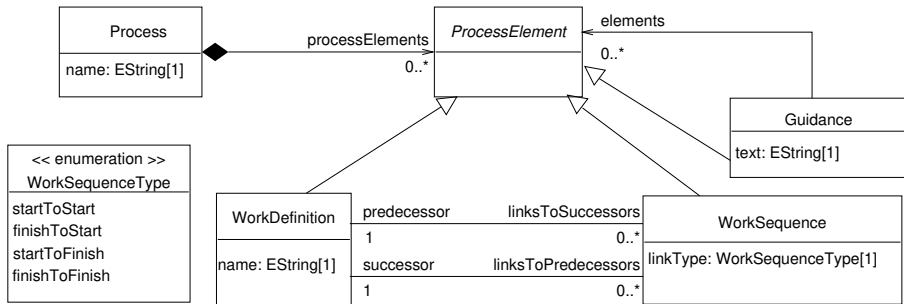 Process
name: EString[1]
processElements
0..*
ProcessElement
elements
0..*
Guidance
text: EString[1]
<< enumeration >>
WorkSequenceType
startToStart
finishToStart
startToFinish
finishToFinish
WorkDefinition
name: EString[1]
predecessor
linksToSuccessors
1
0..*
successor
linksToPredecessors
1
0..*
WorkSequence
linkType: WorkSequenceType[1]